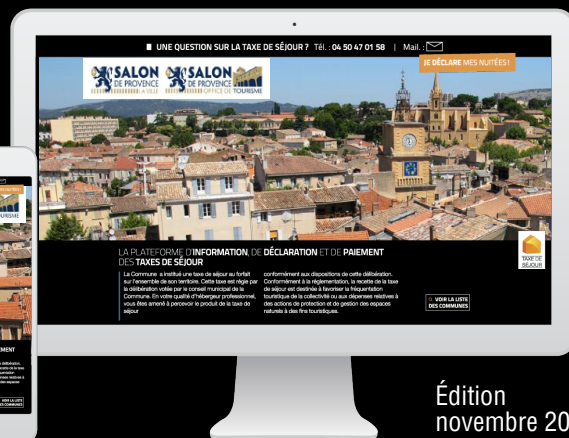 UNE QUESTION SUR LA TAXE DE SÉJOUR ? Tél. : 04 50 47 01 58 | Mail. :
JE DÉCLARE MES NUITÉES !
SALON
DE PROVENCE
LA VILLE
SALON
DE PROVENCE
OFFICE DE TOURISME
LA PLATEFORME D'INFORMATION, DE DÉCLARATION ET DE PAIEMENT
DES TAXES DE SÉJOUR
La Commune a institué une taxe de séjour au forfait
sur l'ensemble de son territoire. Cette taxe est régie par
la délibération votée par le conseil municipal de la
Commune. En votre qualité d'hébergeur professionnel,
vous êtes amené à percevoir le produit de la taxe de
séjour
conformément aux dispositions de cette délibération.
Conformément à la réglementation, la recette de la taxe
de séjour est destinée à favoriser la fréquentation
touristique de la collectivité ou aux dépenses relatives à
des actions de protection et de gestion des espaces
naturels à des fins touristiques.
TAXE DE
SÉJOUR
VOIR LA LISTE
DES COMMUNES
VOIR LA LISTE
DES COMMUNES
Édition
novembre 20